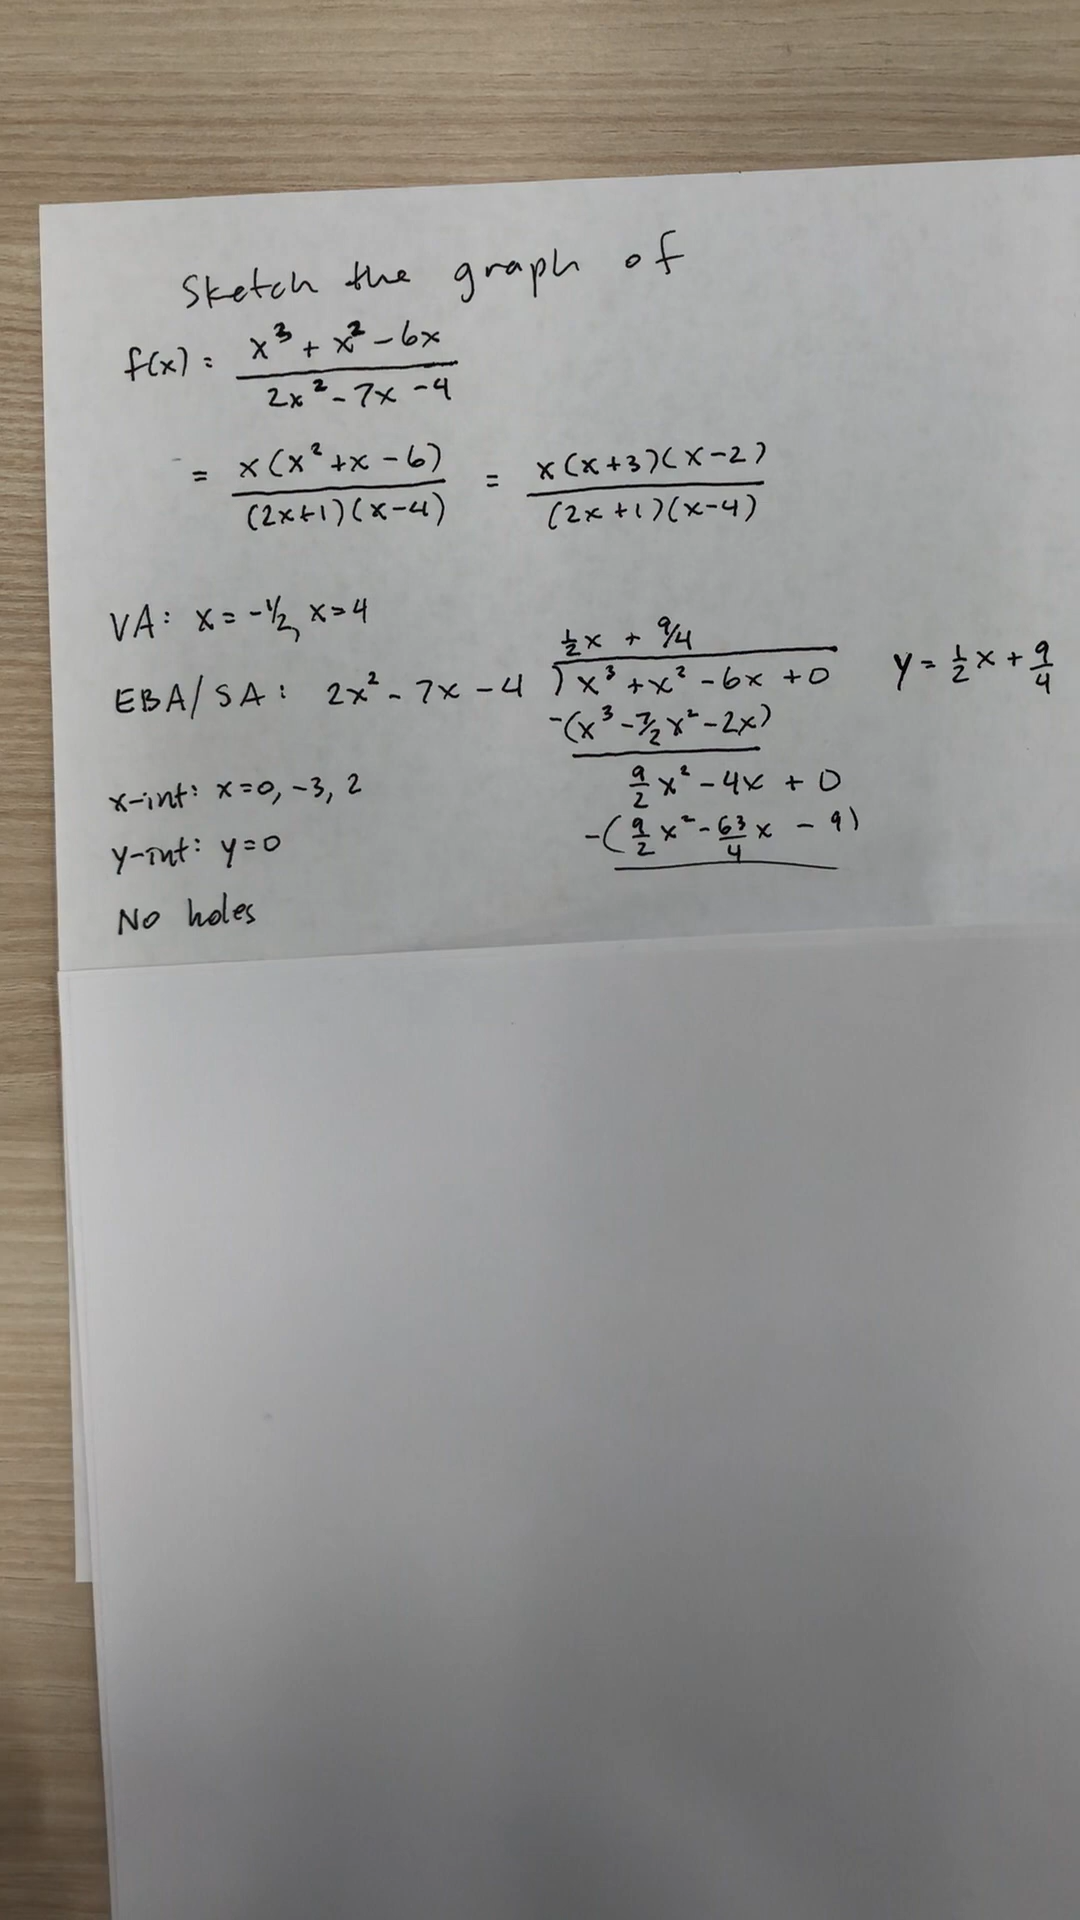 Sketch the graph of
f(x) = (x³ + x² - 6x)/(2x² - 7x - 4)
= (x(x² + x - 6))/((2x+1)(x-4)) = (x(x+3)(x-2))/((2x+1)(x-4))
VA: x = -1/2, x = 4
½x + 9/4
EBA/SA: 2x² - 7x - 4 ) x³ + x² - 6x + 0 y = ½x + 9/4
-(x³ - 7/2x² - 2x)
9/2x² - 4x + 0
x-int: x=0, -3, 2
-(9/2x² - 63/4x - 9)
y-int: y=0
No holes